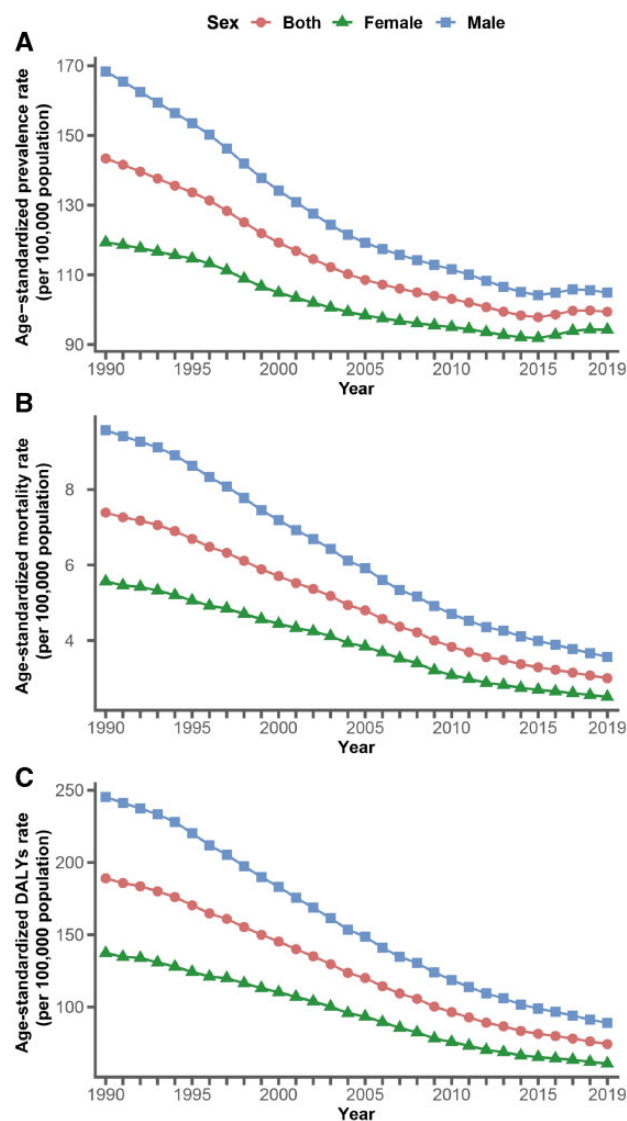 Sex Both Female Male
A
Age-standardized prevalence rate
(per 100,000 population)
170
150
130
110
90
1990 1995 2000 2005 2010 2015 2019
Year
B
Age-standardized mortality rate
(per 100,000 population)
8
6
4
1990 1995 2000 2005 2010 2015 2019
Year
C
Age-standardized DALYs rate
(per 100,000 population)
250
200
150
100
1990 1995 2000 2005 2010 2015 2019
Year